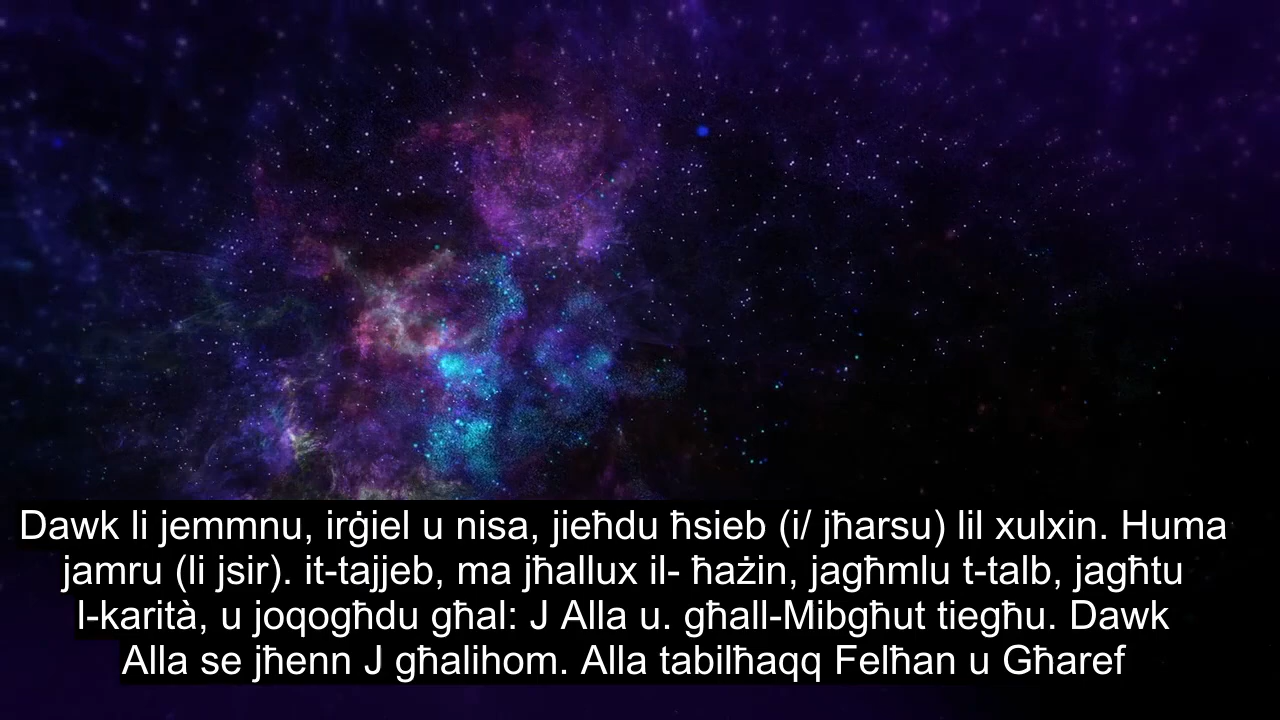 Dawk li jemmnu, irġiel u nisa, jieħdu ħsieb (i/ jħarsu) lil xulxin. Huma
jamru (li jsir). it-tajjeb, ma jħallux il- ħażin, jagħmlu t-talb, jagħtu
l-karità, u joqogħdu għal: J Alla u. għall-Mibgħut tiegħu. Dawk
Alla se jħenn J għalihom. Alla tabilħaqq Felħan u Għaref